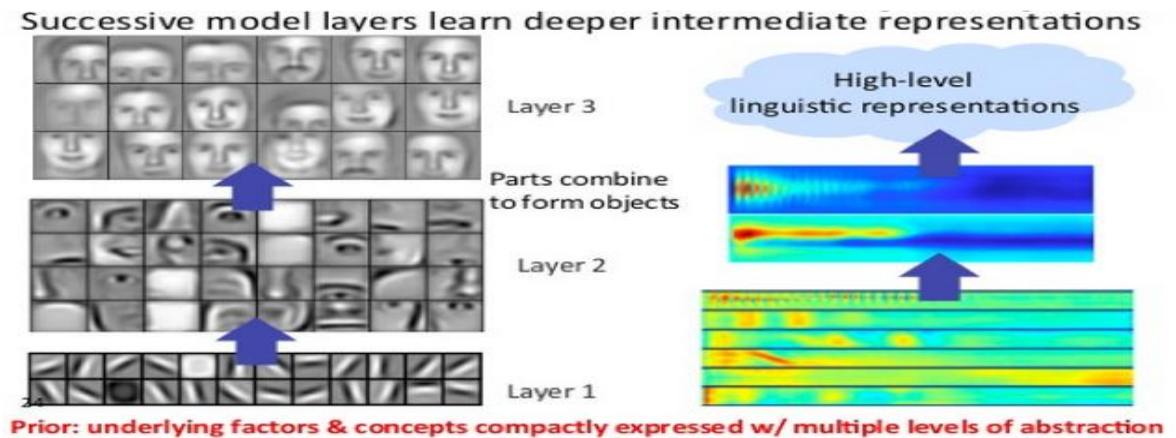 Successive model layers learn deeper intermediate representations
Layer 3
High-level
linguistic representations
Parts combine
to form objects
Layer 2
Layer 1
24
Prior: underlying factors & concepts compactly expressed w/ multiple levels of abstraction